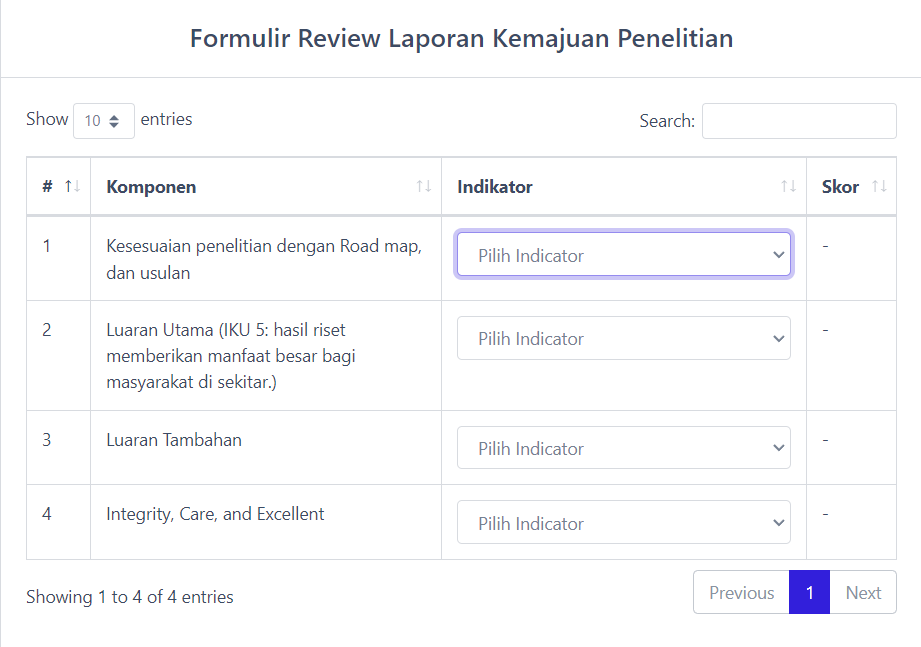 Formulir Review Laporan Kemajuan Penelitian
Show 10 entries
Search:
# Komponen Indikator Skor
1 Kesesuaian penelitian dengan Road map, Pilih Indicator -
dan usulan
2 Luaran Utama (IKU 5: hasil riset Pilih Indicator -
memberikan manfaat besar bagi
masyarakat di sekitar.)
3 Luaran Tambahan Pilih Indicator -
4 Integrity, Care, and Excellent Pilih Indicator -
Showing 1 to 4 of 4 entries
Previous 1 Next